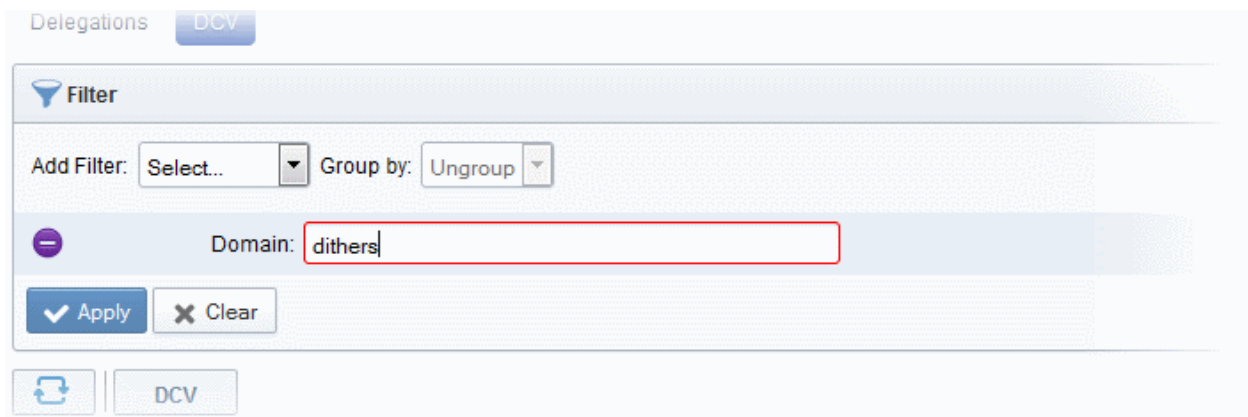 Delegations DCV
Filter
Add Filter: Select... Group by: Ungroup
Domain: dithers
Apply Clear
DCV